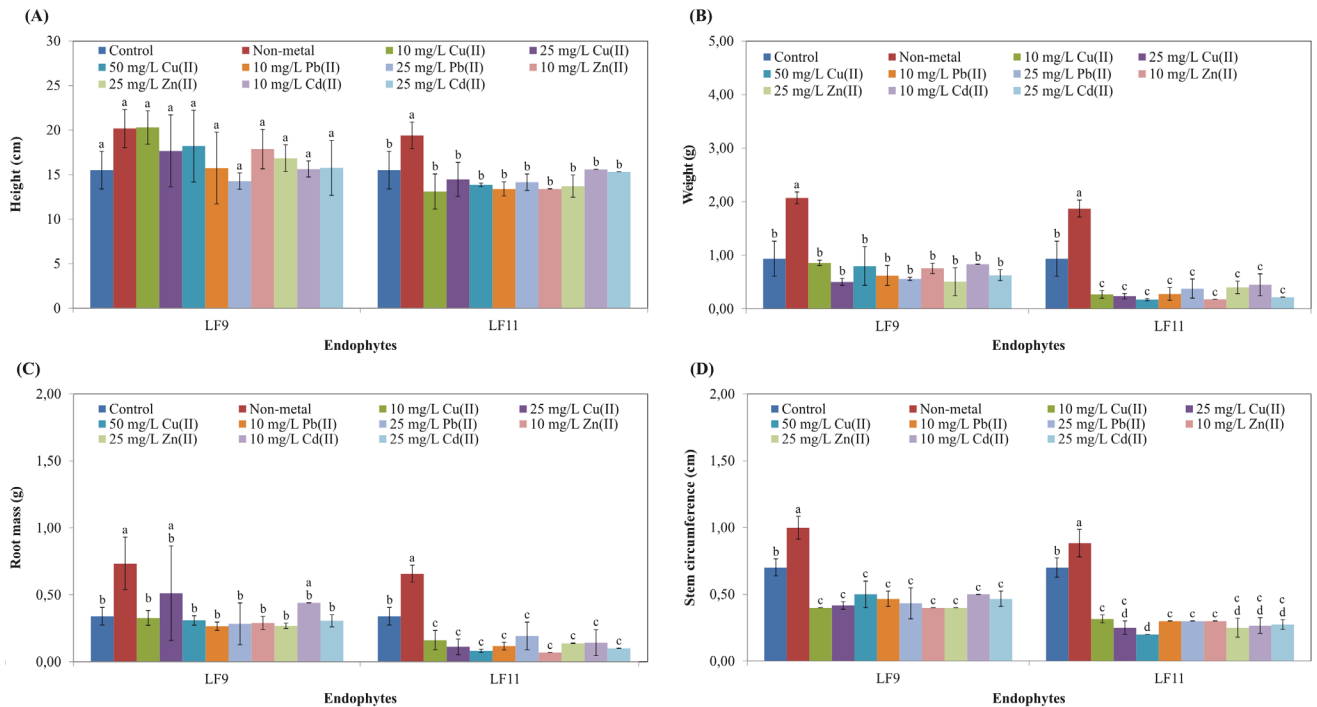 (A)
30
Control Non-metal 10 mg/L Cu(II) 25 mg/L Cu(II)
50 mg/L Cu(II) 10 mg/L Pb(II) 25 mg/L Pb(II) 10 mg/L Zn(II)
25 mg/L Zn(II) 10 mg/L Cd(II) 25 mg/L Cd(II)
25
20
15
10
5
0
Height (cm)
a a a a a a a a a a a
b a b b b b b b b b b
LF9 LF11
Endophytes
(B)
5,00
Control Non-metal 10 mg/L Cu(II) 25 mg/L Cu(II)
50 mg/L Cu(II) 10 mg/L Pb(II) 25 mg/L Pb(II) 10 mg/L Zn(II)
25 mg/L Zn(II) 10 mg/L Cd(II) 25 mg/L Cd(II)
4,00
3,00
2,00
1,00
0,00
Weight (g)
b a b b b b b b b b b
b a c c c c c c c c c
LF9 LF11
Endophytes
(C)
2,00
Control Non-metal 10 mg/L Cu(II) 25 mg/L Cu(II)
50 mg/L Cu(II) 10 mg/L Pb(II) 25 mg/L Pb(II) 10 mg/L Zn(II)
25 mg/L Zn(II) 10 mg/L Cd(II) 25 mg/L Cd(II)
1,50
1,00
0,50
0,00
Root mass (g)
a a
b a b b b b b b b b b
b a c c c c c c c c c
LF9 LF11
Endophytes
(D)
2,00
Control Non-metal 10 mg/L Cu(II) 25 mg/L Cu(II)
50 mg/L Cu(II) 10 mg/L Pb(II) 25 mg/L Pb(II) 10 mg/L Zn(II)
25 mg/L Zn(II) 10 mg/L Cd(II) 25 mg/L Cd(II)
1,50
1,00
0,50
0,00
Stem circumference (cm)
b a c c c c c c c c c
b a c c d c c c c c c
d d d d
LF9 LF11
Endophytes